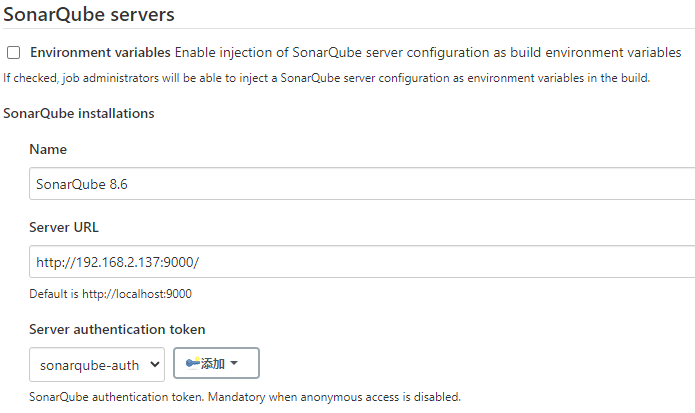 SonarQube servers
Environment variables Enable injection of SonarQube server configuration as build environment variables
If checked, job administrators will be able to inject a SonarQube server configuration as environment variables in the build.
SonarQube installations
Name
SonarQube 8.6
Server URL
http://192.168.2.137:9000/
Default is http://localhost:9000
Server authentication token
sonarqube-auth 添加
SonarQube authentication token. Mandatory when anonymous access is disabled.